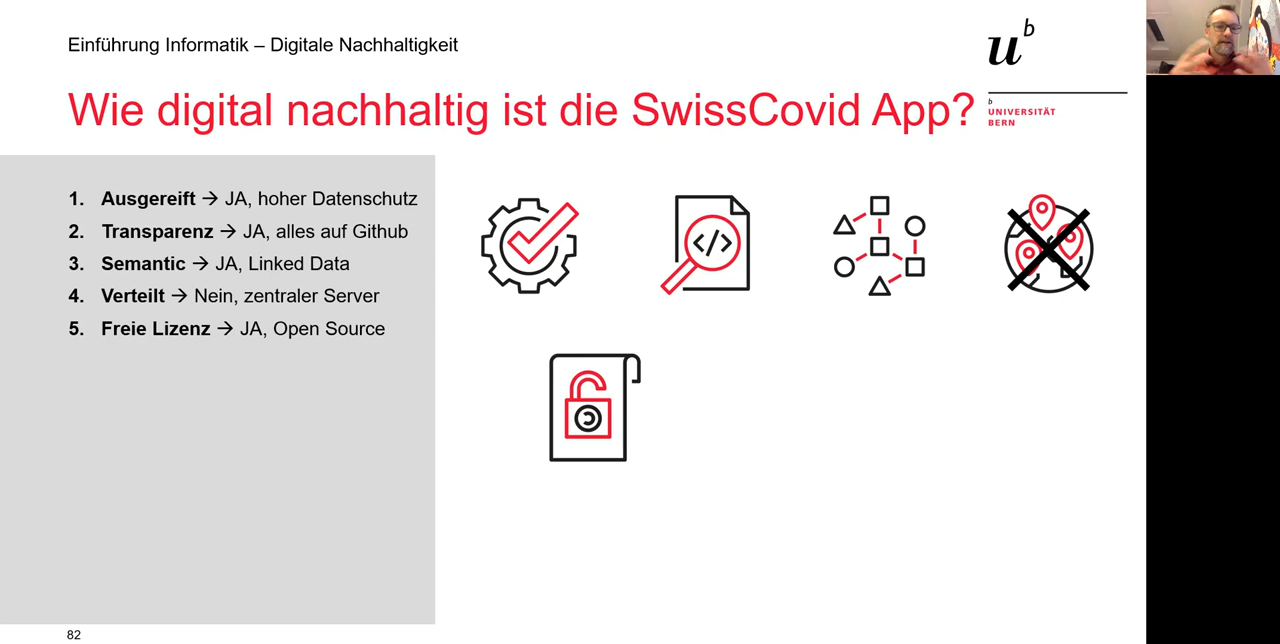 Einführung Informatik – Digitale Nachhaltigkeit
u b
Wie digital nachhaltig ist die SwissCovid App?
b
UNIVERSITÄT
BERN
1. Ausgereift → JA, hoher Datenschutz
2. Transparenz → JA, alles auf Github
3. Semantic → JA, Linked Data
4. Verteilt → Nein, zentraler Server
5. Freie Lizenz → JA, Open Source
</>
82